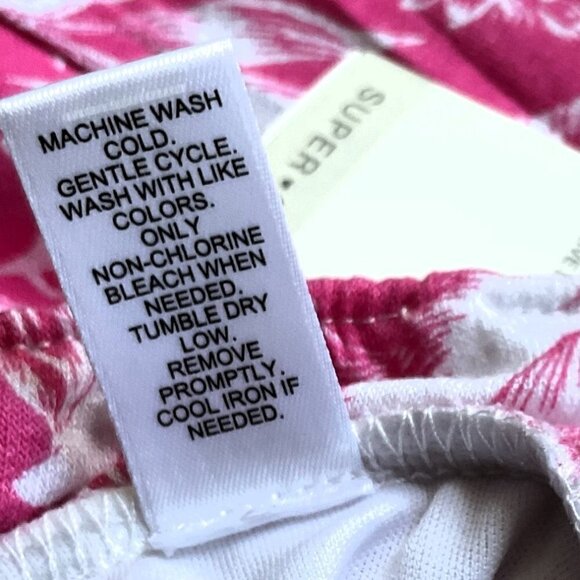 MACHINE WASH
COLD.
GENTLE CYCLE.
WASH WITH LIKE
COLORS.
ONLY
NON-CHLORINE
BLEACH WHEN
NEEDED.
TUMBLE DRY
LOW.
REMOVE
PROMPTLY.
COOL IRON IF
NEEDED.
SUPER •